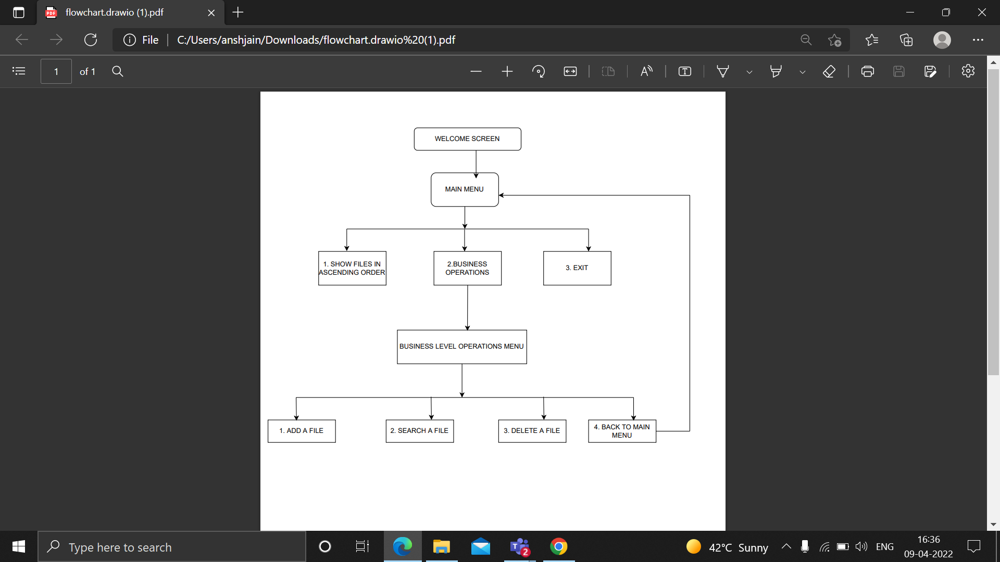 flowchart.drawio (1).pdf
File
C:/Users/anshjain/Downloads/flowchart.drawio%20(1).pdf
1 of 1
WELCOME SCREEN
MAIN MENU
1. SHOW FILES IN
ASCENDING ORDER
2.BUSINESS
OPERATIONS
3. EXIT
BUSINESS LEVEL OPERATIONS MENU
1. ADD A FILE
2. SEARCH A FILE
3. DELETE A FILE
4. BACK TO MAIN
MENU
Type here to search
2
42°C Sunny
ENG
16:36
09-04-2022